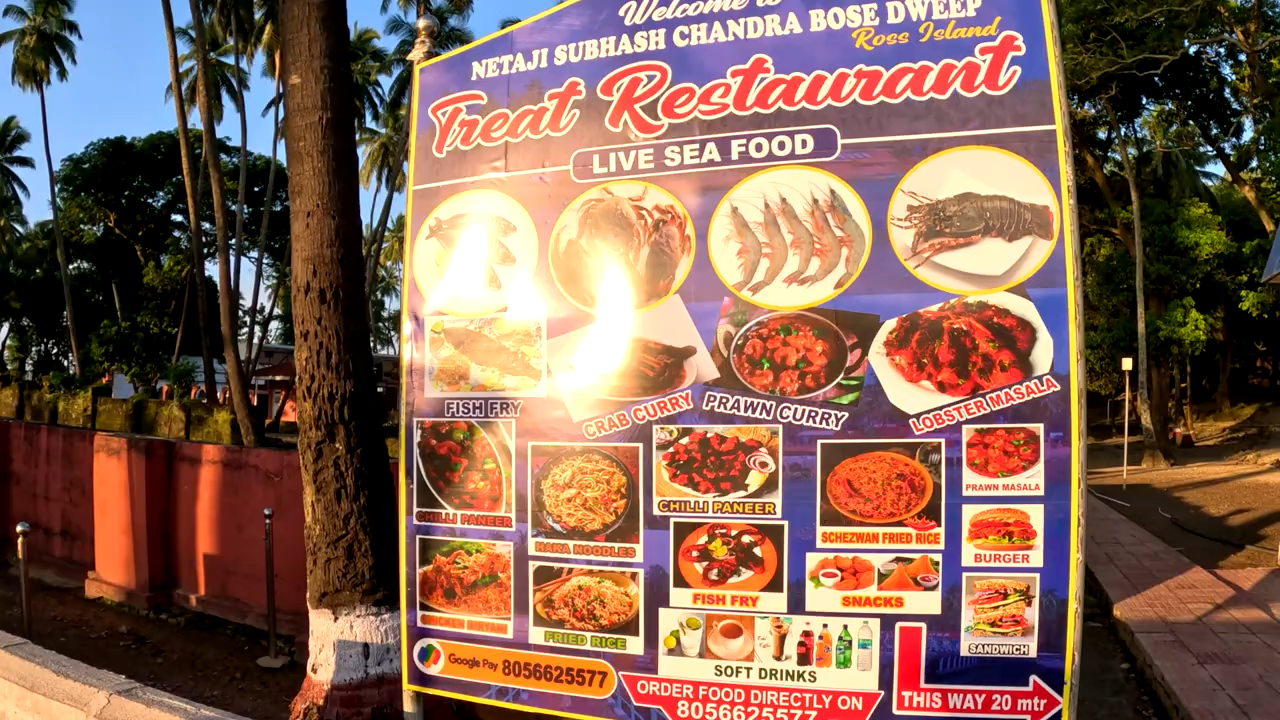 Welcome to
NETAJI SUBHASH CHANDRA BOSE DWEEP
Ross Island
Treat Restaurant
LIVE SEA FOOD
FISH FRY
CRAB CURRY
PRAWN CURRY
LOBSTER MASALA
CHILLI PANEER
HAKA NOODLES
CHILLI PANEER
SCHEZWAN FRIED RICE
PRAWN MASALA
BURGER
CHICKEN BIRYANI
FRIED RICE
FISH FRY
SNACKS
SANDWICH
SOFT DRINKS
Google Pay 8056625577
ORDER FOOD DIRECTLY ON
8056625577
THIS WAY 20 mtr